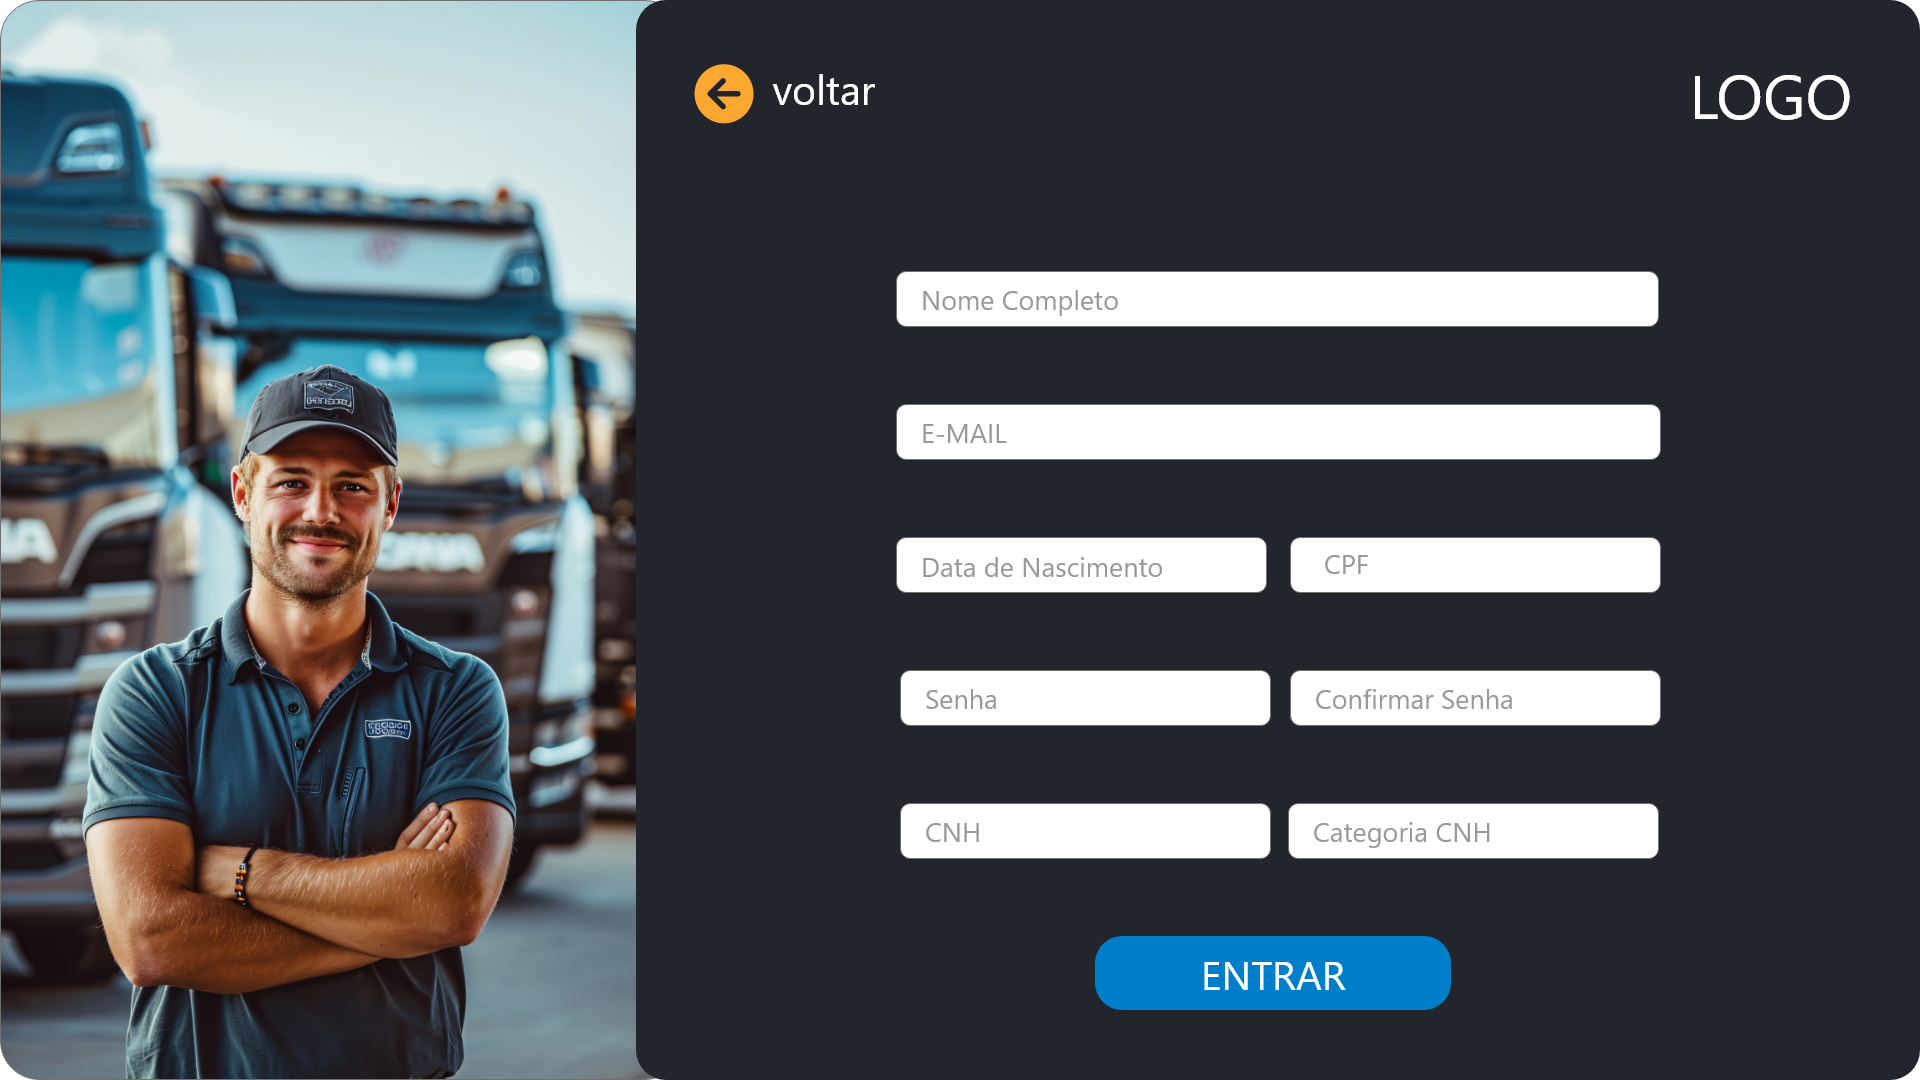 voltar
LOGO
Nome Completo
E-MAIL
Data de Nascimento
CPF
Senha
Confirmar Senha
CNH
Categoria CNH
ENTRAR